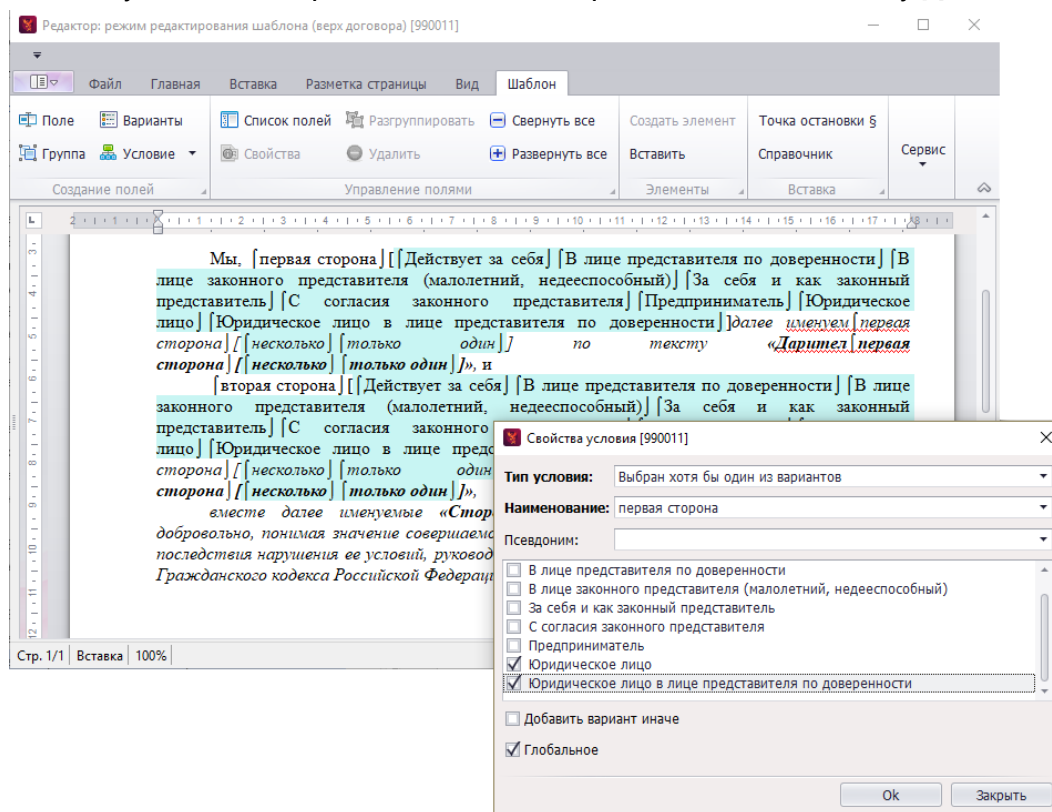 Редактор: режим редактирования шаблона (верх договора) [990011]
Файл Главная Вставка Разметка страницы Вид Шаблон
Поле Варианты Список полей Разгруппировать Свернуть все Создать элемент Точка остановки §
Группа Условие Свойства Удалить Развернуть все Вставить Справочник Сервис
Создание полей Управление полями Элементы Вставка
Мы, ⌈первая сторона⌋[⌈Действует за себя⌋⌈В лице представителя по доверенности⌋⌈В
лице законного представителя (малолетний, недееспособный)⌋⌈За себя и как законный
представитель⌋⌈С согласия законного представителя⌋⌈Предприниматель⌋⌈Юридическое
лицо⌋⌈Юридическое лицо в лице представителя по доверенности⌋]далее именуем⌈первая
сторона⌋[⌈несколько⌋⌈только один⌋] по тексту «Дарител⌈первая
сторона⌋[⌈несколько⌋⌈только один⌋]», и
⌈вторая сторона⌋[⌈Действует за себя⌋⌈В лице представителя по доверенности⌋⌈В лице
законного представителя (малолетний, недееспособный)⌋⌈За себя и как законный
представитель⌋⌈С согласия законного
лицо⌋⌈Юридическое лицо в лице
сторона⌋[⌈несколько⌋⌈только
сторона⌋[⌈несколько⌋⌈только один⌋]»,
вместе далее именуемые
добровольно, понимая значение
последствия нарушения ее условий,
Гражданского кодекса Российской
Стр. 1/1 Вставка 100%
Свойства условия [990011]
Тип условия: Выбран хотя бы один из вариантов
Наименование: первая сторона
Псевдоним:
В лице представителя по доверенности
В лице законного представителя (малолетний, недееспособный)
За себя и как законный представитель
С согласия законного представителя
Предприниматель
Юридическое лицо
Юридическое лицо в лице представителя по доверенности
Добавить вариант иначе
Глобальное
Ok Закрыть